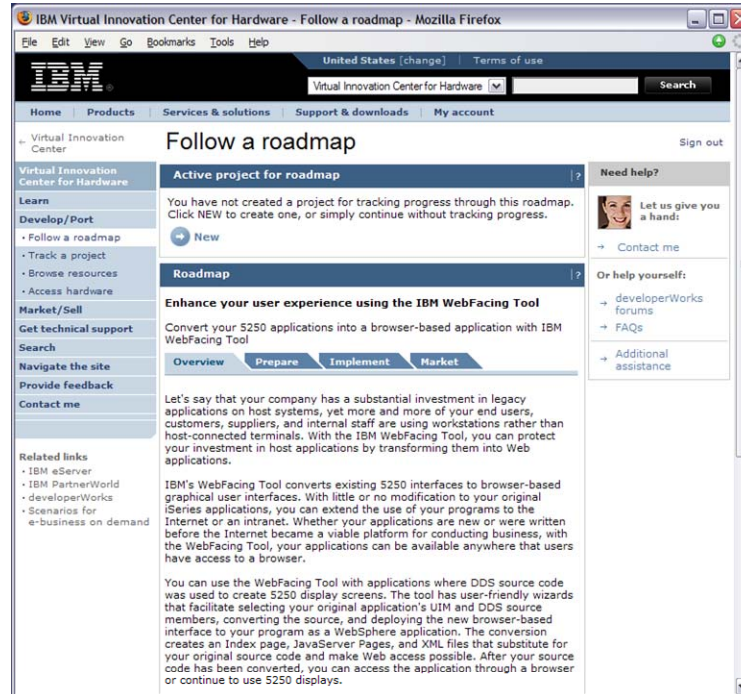 IBM Virtual Innovation Center for Hardware - Follow a roadmap - Mozilla Firefox
File Edit View Go Bookmarks Tools Help
United States [change] | Terms of use
IBM®
Virtual Innovation Center for Hardware
Search
Home | Products | Services & solutions | Support & downloads | My account
← Virtual Innovation
Center
Follow a roadmap
Sign out
Virtual Innovation
Center for Hardware
Learn
Develop/Port
· Follow a roadmap
· Track a project
· Browse resources
· Access hardware
Market/Sell
Get technical support
Search
Navigate the site
Provide feedback
Contact me
Related links
· IBM eServer
· IBM PartnerWorld
· developerWorks
· Scenarios for
e-business on demand
Active project for roadmap | ?
You have not created a project for tracking progress through this roadmap.
Click NEW to create one, or simply continue without tracking progress.
New
Roadmap | ?
Enhance your user experience using the IBM WebFacing Tool
Convert your 5250 applications into a browser-based application with IBM
WebFacing Tool
Overview Prepare Implement Market
Let's say that your company has a substantial investment in legacy
applications on host systems, yet more and more of your end users,
customers, suppliers, and internal staff are using workstations rather than
host-connected terminals. With the IBM WebFacing Tool, you can protect
your investment in host applications by transforming them into Web
applications.
IBM's WebFacing Tool converts existing 5250 interfaces to browser-based
graphical user interfaces. With little or no modification to your original
iSeries applications, you can extend the use of your programs to the
Internet or an intranet. Whether your applications are new or were written
before the Internet became a viable platform for conducting business, with
the WebFacing Tool, your applications can be available anywhere that users
have access to a browser.
You can use the WebFacing Tool with applications where DDS source code
was used to create 5250 display screens. The tool has user-friendly wizards
that facilitate selecting your original application's UIM and DDS source
members, converting the source, and deploying the new browser-based
interface to your program as a WebSphere application. The conversion
creates an Index page, JavaServer Pages, and XML files that substitute for
your original source code and make Web access possible. After your source
code has been converted, you can access the application through a browser
or continue to use 5250 displays.
Need help?
Let us give you
a hand:
→ Contact me
Or help yourself:
→ developerWorks
forums
→ FAQs
→ Additional
assistance